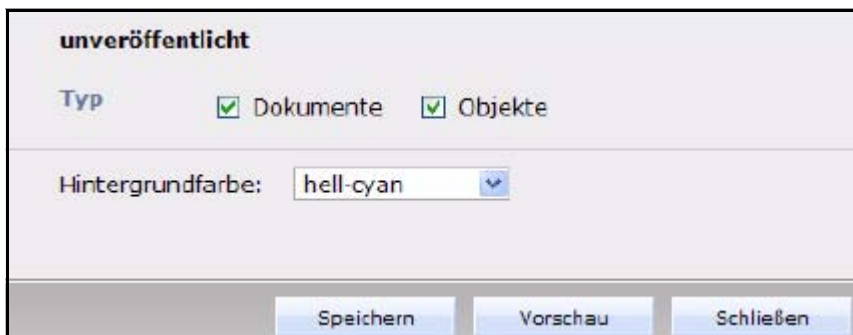 unveröffentlicht
Typ Dokumente Objekte
Hintergrundfarbe: hell-cyan
Speichern Vorschau Schließen